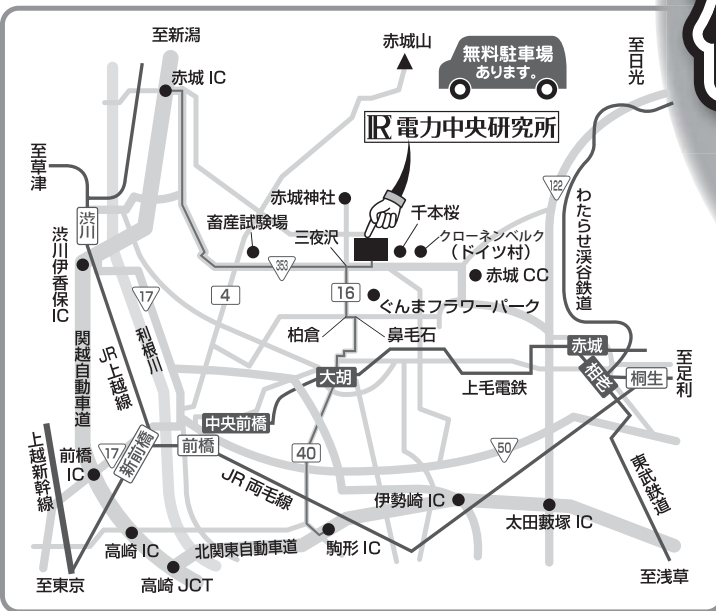 至新潟
赤城山
無料駐車場
あります。
至日光
赤城 IC
電力中央研究所
至草津
122
渋川
赤城神社
千本桜
わたらせ渓谷鉄道
畜産試験場
三夜沢
クローネンベルク
（ドイツ村）
渋川伊香保IC
353
赤城 CC
17
4
16
ぐんまフラワーパーク
利根川
関越自動車道
JR上越線
柏倉
鼻毛石
赤城
至足利
大胡
上毛電鉄
相老
桐生
中央前橋
上越新幹線
前橋
IC
17
新前橋
前橋
40
50
JR両毛線
東武鉄道
伊勢崎 IC
太田藪塚 IC
高崎 IC
北関東自動車道
駒形 IC
至東京
高崎 JCT
至浅草